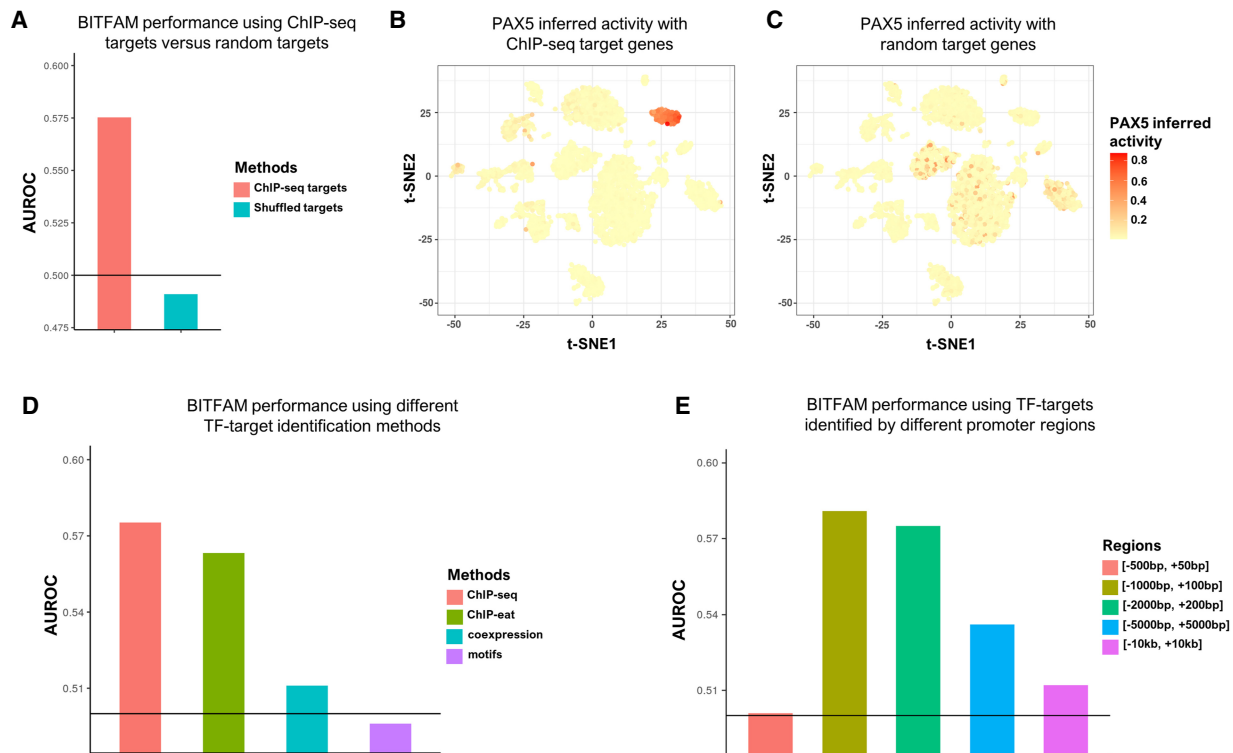 A
BITFAM performance using ChIP-seq
targets versus random targets
0.600
0.575
0.550
0.525
0.500
0.475
AUROC
Methods
ChIP-seq targets
Shuffled targets
B
PAX5 inferred activity with
ChIP-seq target genes
25
0
-25
-50
t-SNE2
-50
-25
0
25
50
t-SNE1
C
PAX5 inferred activity with
random target genes
25
0
-25
-50
t-SNE2
-50
-25
0
25
50
t-SNE1
PAX5 inferred
activity
0.8
0.6
0.4
0.2
D
BITFAM performance using different
TF-target identification methods
0.60
0.57
0.54
0.51
AUROC
Methods
ChIP-seq
ChIP-eat
coexpression
motifs
E
BITFAM performance using TF-targets
identified by different promoter regions
0.60
0.57
0.54
0.51
AUROC
Regions
[-500bp, +50bp]
[-1000bp, +100bp]
[-2000bp, +200bp]
[-5000bp, +5000bp]
[-10kb, +10kb]